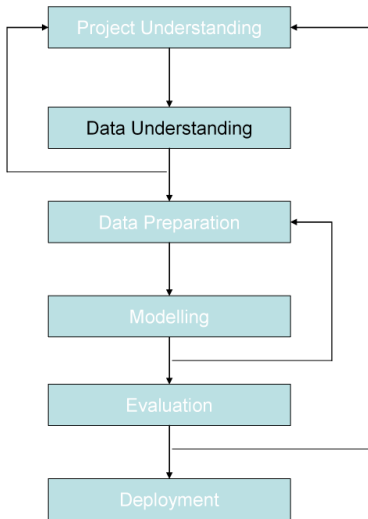 Project Understanding
Data Understanding
Data Preparation
Modelling
Evaluation
Deployment